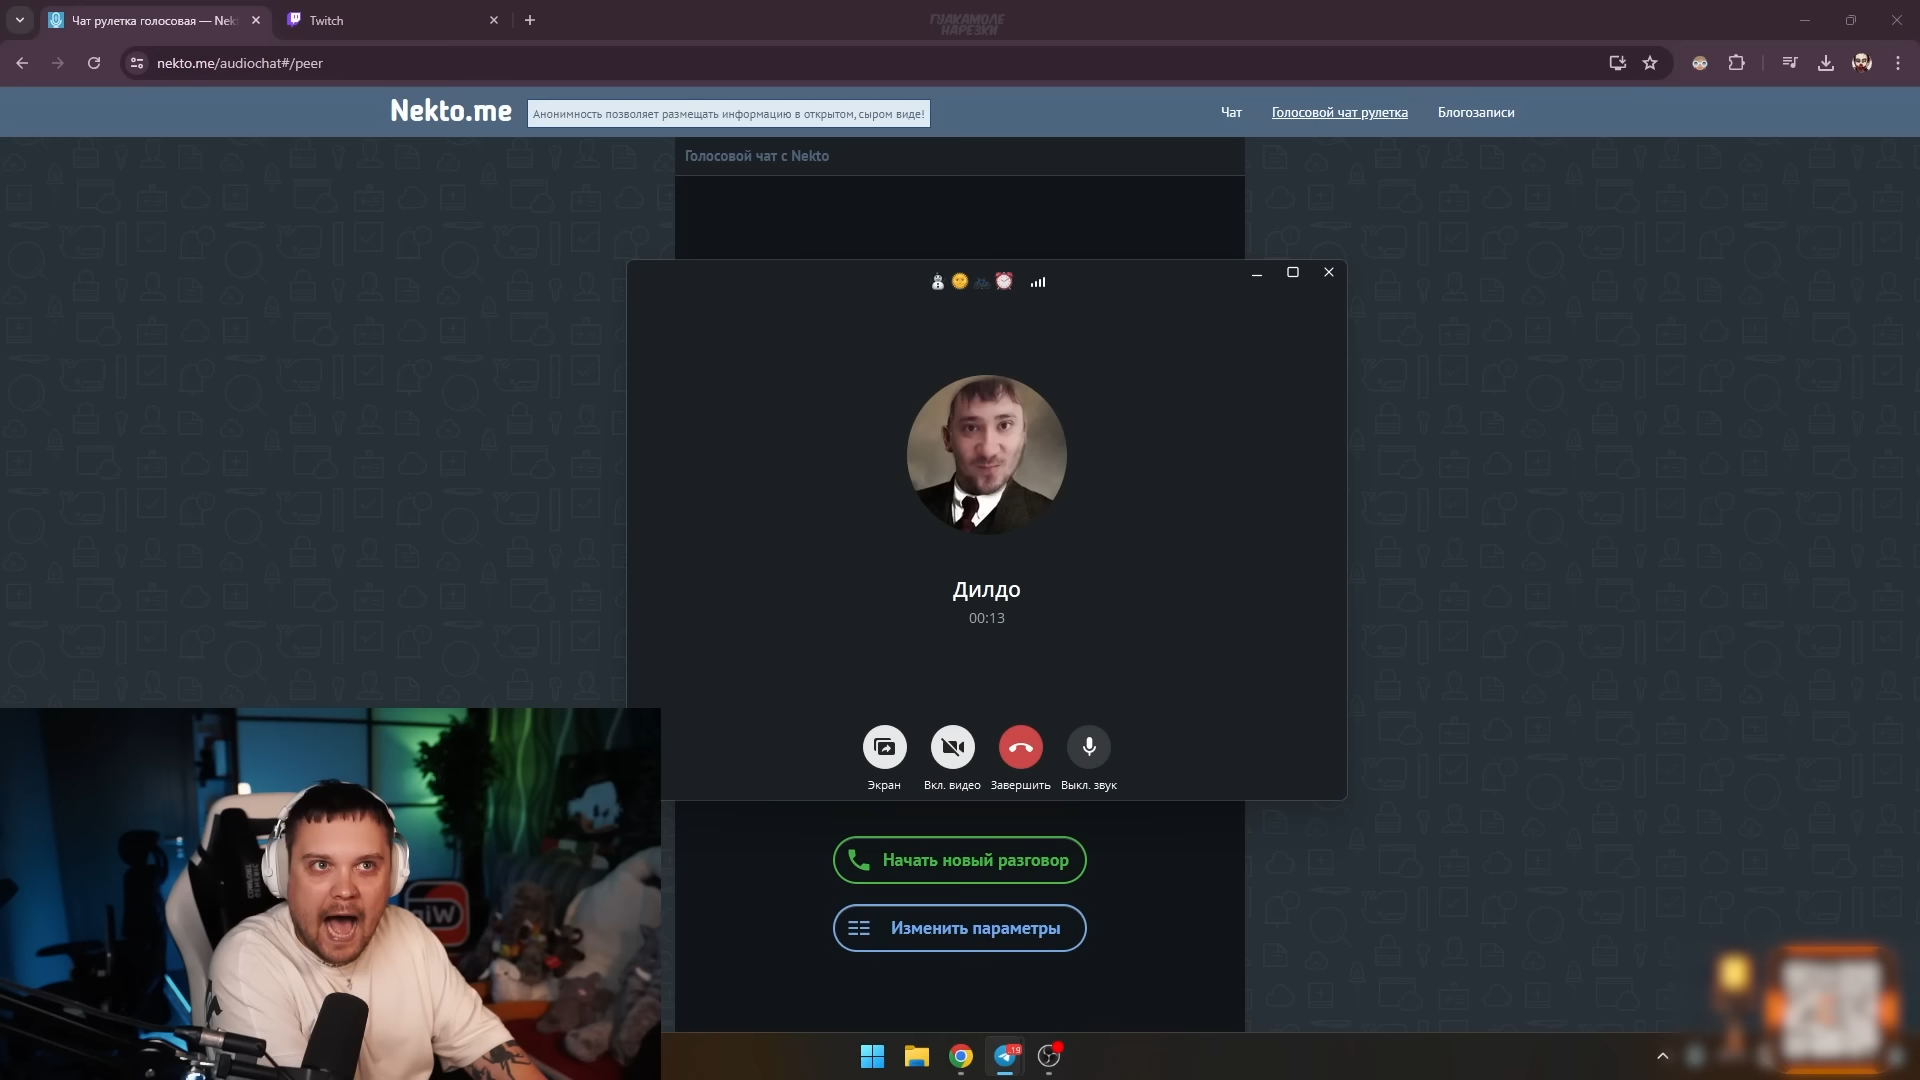 Чат рулетка голосовая — Nek
Twitch
ГУАКАМОЛЕ
НАРЕЗКИ
nekto.me/audiochat#/peer
Nekto.me
Анонимность позволяет размещать информацию в открытом, сыром виде!
Чат
Голосовой чат рулетка
Блогозаписи
Голосовой чат с Nekto
Дилдо
00:13
Экран
Вкл. видео
Завершить
Выкл. звук
Начать новый разговор
Изменить параметры